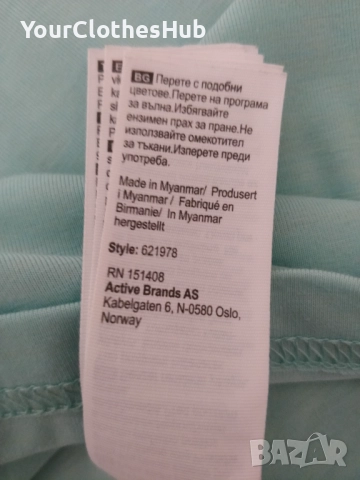 YourClothesHub
BG Перете с подобни
цветове.Перете на програма
за вълна.Избягвайте
ензимен прах за пране.Не
използвайте омекотител
за тъкани.Изперете преди
употреба.
Made in Myanmar/ Produsert
i Myanmar / Fabriqué en
Birmanie/ In Myanmar
hergestellt
Style: 621978
RN 151408
Active Brands AS
Kabelgaten 6, N-0580 Oslo,
Norway
BAZAR